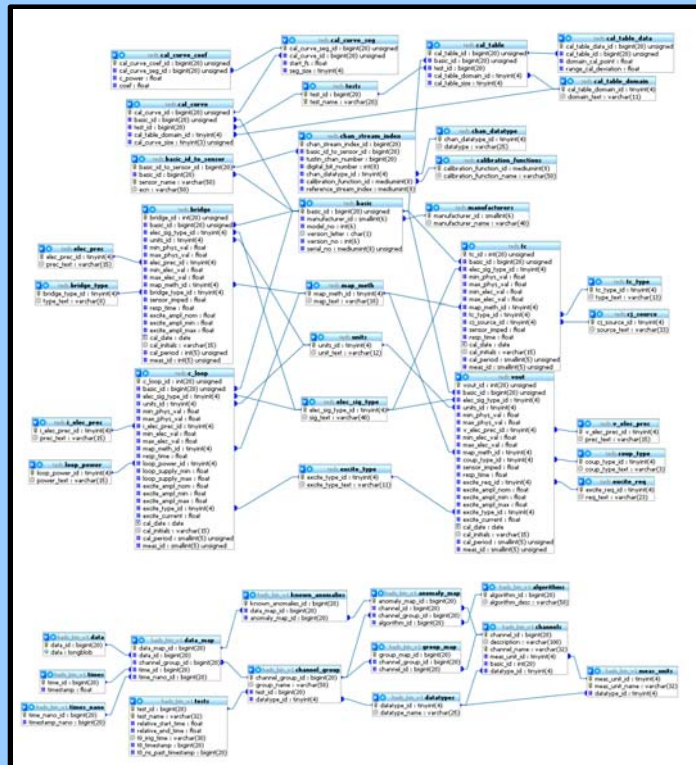 cal_curve_coef
cal_curve_coef_id : bigint(20) unsigned
cal_curve_seg_id : bigint(20) unsigned
c_power : float
coef : float
cal_curve_seg
cal_curve_seg_id : bigint(20) unsigned
cal_curve_id : bigint(20) unsigned
start_ft : float
seg_size : tinyint(4)
cal_table
cal_table_id : bigint(20) unsigned
basic_id : bigint(20) unsigned
test_id : bigint(20)
cal_table_domain_id : tinyint(4)
cal_table_size : tinyint(4)
cal_table_data
cal_table_data_id : bigint(20) unsigned
cal_table_id : bigint(20) unsigned
domain_cal_point : float
range_cal_deviation : float
cal_curve
cal_curve_id : bigint(20) unsigned
basic_id : bigint(20) unsigned
test_id : bigint(20)
cal_table_domain_id : tinyint(4)
cal_curve_size : tinyint(3) unsigned
tests
test_id : bigint(20)
test_name : varchar(20)
cal_table_domain
cal_table_domain_id : tinyint(4)
domain_text : varchar(11)
basic_id_to_sensor
basic_id_to_sensor_id : bigint(20)
basic_id : bigint(20)
sensor_name : varchar(50)
ecn : varchar(50)
chan_stream_index
chan_stream_index_id : bigint(20)
basic_id_to_sensor_id : bigint(20)
tustin_chan_number : bigint(20)
digital_bit_number : int(8)
chan_datatype_id : tinyint(4)
calibration_function_id : mediumint(8)
reference_stream_index : mediumint(8)
chan_datatype
chan_datatype_id : tinyint(4)
datatype : varchar(25)
calibration_functions
calibration_function_id : mediumint(8)
calibration_function_name : varchar(50)
bridge
bridge_id : int(20) unsigned
basic_id : bigint(20) unsigned
elec_sig_type_id : tinyint(4)
units_id : tinyint(4)
min_phys_val : float
max_phys_val : float
elec_prec_id : tinyint(4)
min_elec_val : float
max_elec_val : float
map_meth_id : tinyint(4)
bridge_type_id : tinyint(4)
sensor_imped : float
resp_time : float
excite_ampl_nom : float
excite_ampl_min : float
excite_ampl_max : float
cal_date : date
cal_initials : varchar(15)
cal_period : int(5) unsigned
meas_id : int(5) unsigned
basic
basic_id : bigint(20) unsigned
manufacturer_id : smallint(6)
model_no : int(6)
version_letter : char(1)
version_no : int(6)
serial_no : mediumint(8) unsigned
manufacturers
manufacturer_id : smallint(6)
manufacturer_name : varchar(40)
elec_prec
elec_prec_id : tinyint(4)
prec_text : varchar(15)
bridge_type
bridge_type_id : tinyint(4)
type_text : varchar(8)
tc
tc_id : int(20) unsigned
basic_id : bigint(20) unsigned
elec_sig_type_id : tinyint(4)
min_phys_val : float
max_phys_val : float
min_elec_val : float
max_elec_val : float
map_meth_id : tinyint(4)
tc_type_id : tinyint(4)
cj_source_id : tinyint(4)
sensor_imped : float
resp_time : float
cal_date : date
cal_initials : varchar(15)
cal_period : smallint(5) unsigned
meas_id : smallint(5) unsigned
tc_type
tc_type_id : tinyint(4)
type_text : varchar(13)
cj_source
cj_source_id : tinyint(4)
source_text : varchar(33)
map_meth
map_meth_id : tinyint(4)
map_text : varchar(38)
units
units_id : tinyint(4)
unit_text : varchar(12)
elec_sig_type
elec_sig_type_id : tinyint(4)
sig_text : varchar(40)
excite_type
excite_type_id : tinyint(4)
excite_type_text : varchar(11)
c_loop
c_loop_id : int(20) unsigned
basic_id : bigint(20) unsigned
elec_sig_type_id : tinyint(4)
units_id : tinyint(4)
min_phys_val : float
max_phys_val : float
i_elec_prec_id : tinyint(4)
min_elec_val : float
max_elec_val : float
map_meth_id : tinyint(4)
resp_time : float
loop_power_id : tinyint(4)
loop_supply_min : float
loop_supply_max : float
excite_ampl_nom : float
excite_ampl_min : float
excite_ampl_max : float
excite_type_id : tinyint(4)
excite_current : float
cal_date : date
cal_initials : varchar(15)
cal_period : smallint(5) unsigned
meas_id : smallint(5) unsigned
i_elec_prec
i_elec_prec_id : tinyint(4)
prec_text : varchar(15)
loop_power
loop_power_id : tinyint(4)
power_text : varchar(15)
vout
vout_id : int(20) unsigned
basic_id : bigint(20) unsigned
elec_sig_type_id : tinyint(4)
units_id : tinyint(4)
min_phys_val : float
max_phys_val : float
v_elec_prec_id : tinyint(4)
min_elec_val : float
max_elec_val : float
map_meth_id : tinyint(4)
coup_type_id : tinyint(4)
sensor_imped : float
resp_time : float
excite_req_id : tinyint(4)
excite_ampl_nom : float
excite_ampl_min : float
excite_ampl_max : float
excite_type_id : tinyint(4)
excite_current : float
cal_date : date
cal_initials : varchar(15)
cal_period : smallint(5) unsigned
meas_id : smallint(5) unsigned
v_elec_prec
v_elec_prec_id : tinyint(4)
prec_text : varchar(15)
coup_type
coup_type_id : tinyint(4)
coup_type_text : varchar(3)
excite_req
excite_req_id : tinyint(4)
req_text : varchar(23)
known_anomalies
known_anomalies_id : bigint(20)
data_map_id : bigint(20)
anomaly_map_id : bigint(20)
anomaly_map
anomaly_map_id : bigint(20)
channel_group_id : bigint(20)
algorithm_id : bigint(20)
algorithms
algorithm_id : bigint(20)
algorithm_desc : varchar(50)
data
data_id : bigint(20)
data : longblob
data_map
data_map_id : bigint(20)
data_id : bigint(20)
channel_group_id : bigint(20)
time_id : bigint(20)
time_nano_id : bigint(20)
times
time_id : bigint(20)
timestamp : float
times_nano
time_nano_id : bigint(20)
timestamp_nano : bigint(20)
channel_group
channel_group_id : bigint(20)
group_name : varchar(50)
test_id : bigint(20)
datatype_id : tinyint(4)
group_map
group_map_id : bigint(20)
channel_group_id : bigint(20)
channel_id : bigint(20)
channels
channel_id : bigint(20)
description : varchar(100)
channel_name : varchar(32)
meas_unit_id : tinyint(4)
basic_id : int(20)
datatype_id : tinyint(4)
meas_units
meas_unit_id : tinyint(4)
meas_unit_name : varchar(32)
datatype_id : tinyint(4)
datatypes
datatype_id : tinyint(4)
datatype_name : varchar(25)
tests
test_id : bigint(20)
test_name : varchar(32)
relative_start_time : float
relative_end_time : float
t0_irig_time : varchar(30)
t0_timestamp : bigint(20)
t0_ns_past_timestamp : bigint(20)